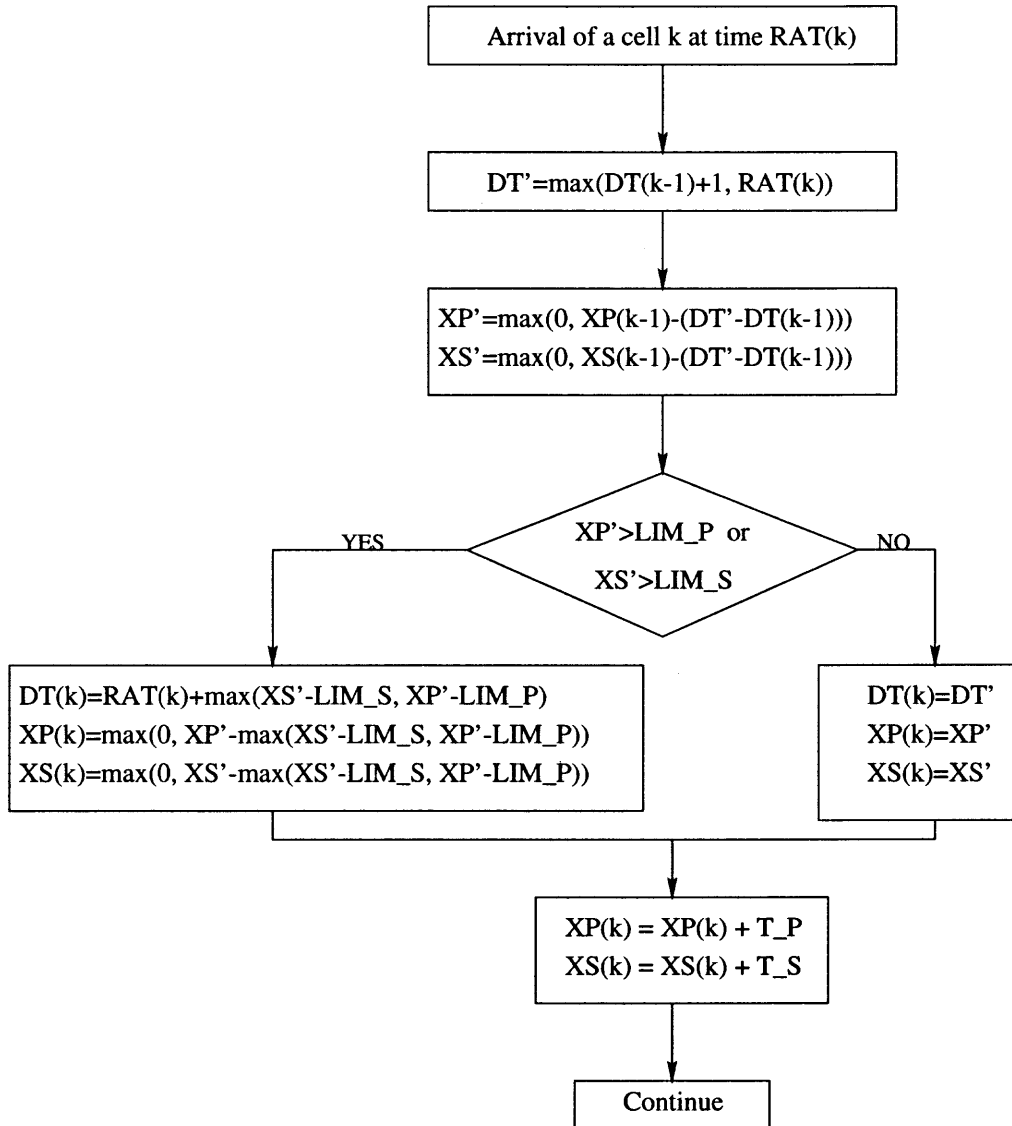 Arrival of a cell k at time RAT(k)
DT’=max(DT(k-1)+1, RAT(k))
XP’=max(0, XP(k-1)-(DT’-DT(k-1)))
XS’=max(0, XS(k-1)-(DT’-DT(k-1)))
XP’>LIM_P or
XS’>LIM_S
YES
NO
DT(k)=RAT(k)+max(XS’-LIM_S, XP’-LIM_P)
XP(k)=max(0, XP’-max(XS’-LIM_S, XP’-LIM_P))
XS(k)=max(0, XS’-max(XS’-LIM_S, XP’-LIM_P))
DT(k)=DT’
XP(k)=XP’
XS(k)=XS’
XP(k) = XP(k) + T_P
XS(k) = XS(k) + T_S
Continue